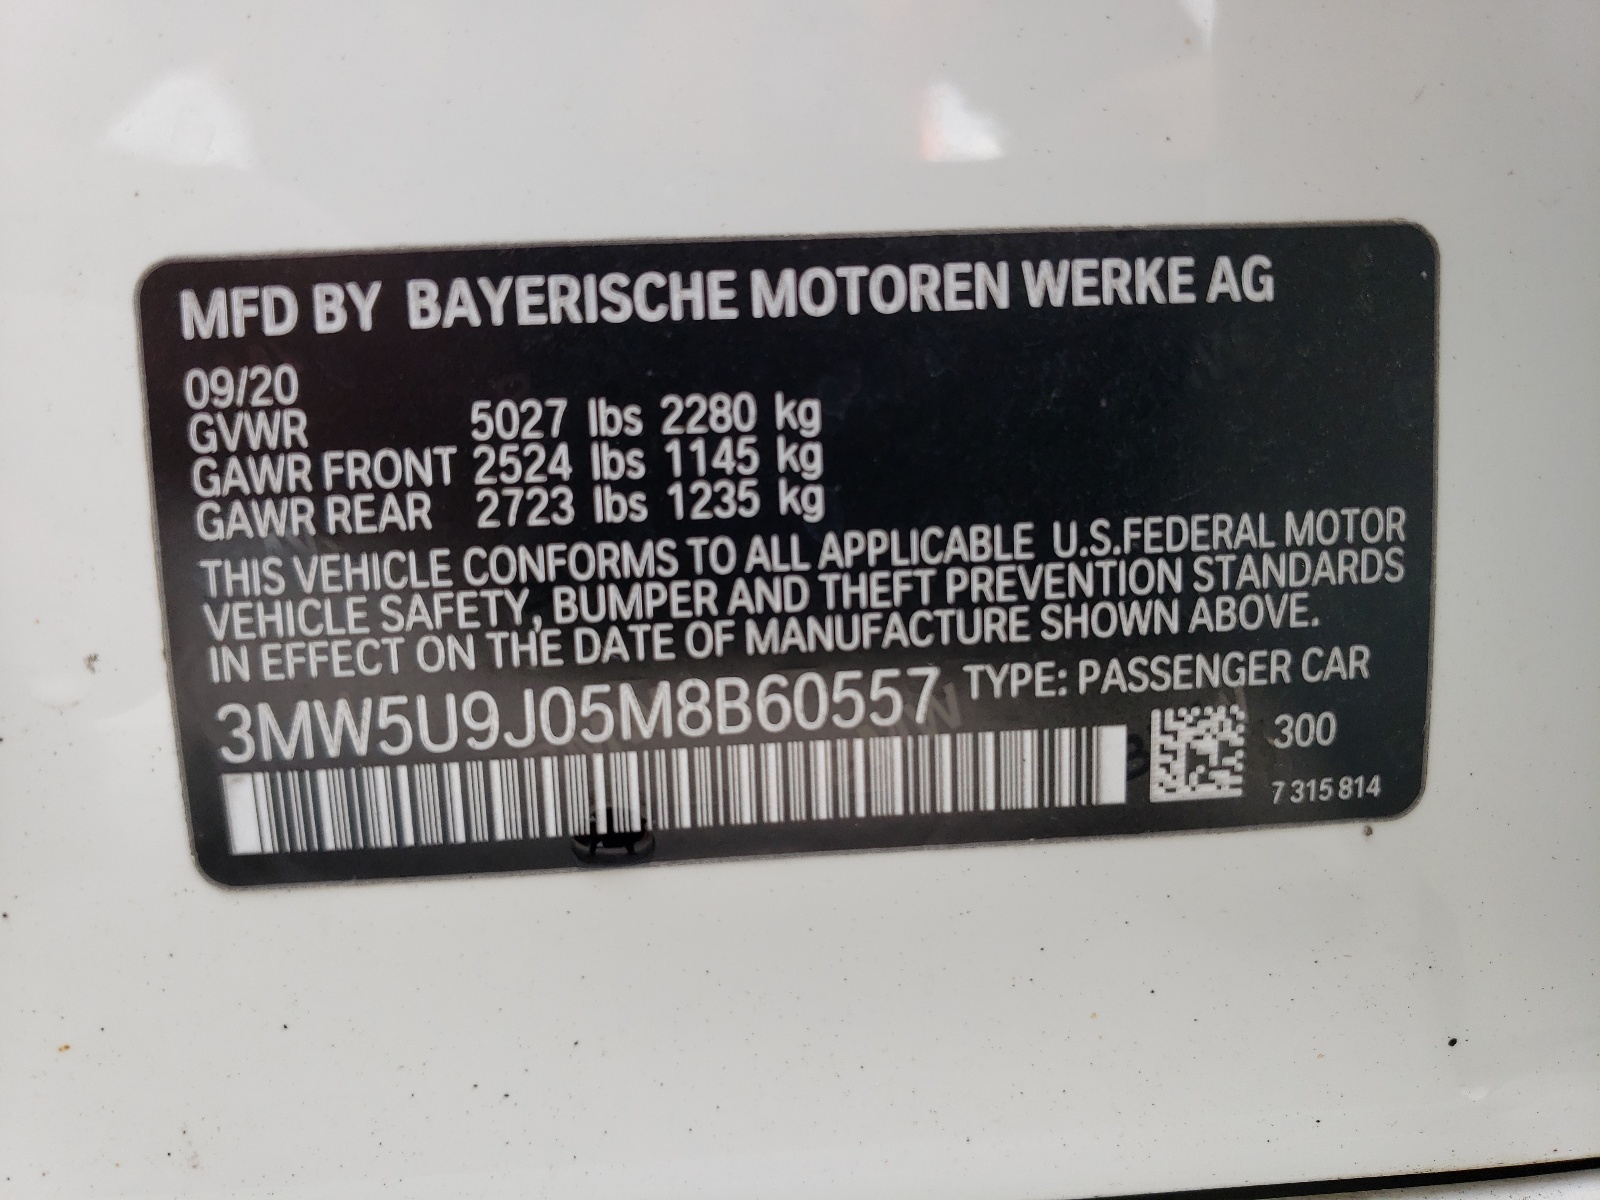 MFD BY BAYERISCHE MOTOREN WERKE AG
09/20
GVWR 5027 lbs 2280 kg
GAWR FRONT 2524 lbs 1145 kg
GAWR REAR 2723 lbs 1235 kg
THIS VEHICLE CONFORMS TO ALL APPLICABLE U.S.FEDERAL MOTOR
VEHICLE SAFETY, BUMPER AND THEFT PREVENTION STANDARDS
IN EFFECT ON THE DATE OF MANUFACTURE SHOWN ABOVE.
3MW5U9J05M8B60557 TYPE: PASSENGER CAR
300
7 315 814